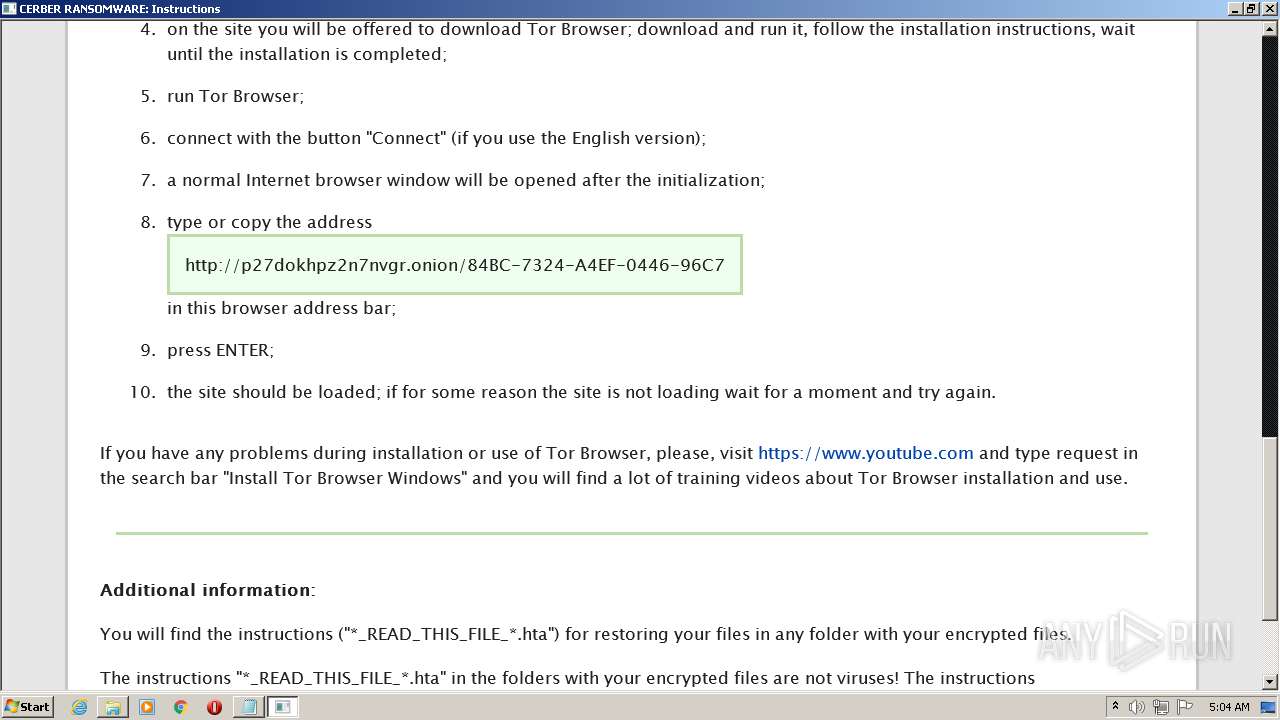 CERBER RANSOMWARE: Instructions
4. on the site you will be offered to download Tor Browser; download and run it, follow the installation instructions, wait
until the installation is completed;
5. run Tor Browser;
6. connect with the button "Connect" (if you use the English version);
7. a normal Internet browser window will be opened after the initialization;
8. type or copy the address
http://p27dokhpz2n7nvgr.onion/84BC-7324-A4EF-0446-96C7
in this browser address bar;
9. press ENTER;
10. the site should be loaded; if for some reason the site is not loading wait for a moment and try again.
If you have any problems during installation or use of Tor Browser, please, visit https://www.youtube.com and type request in
the search bar "Install Tor Browser Windows" and you will find a lot of training videos about Tor Browser installation and use.
Additional information:
You will find the instructions ("*_READ_THIS_FILE_*.hta") for restoring your files in any folder with your encrypted files.
The instructions "*_READ_THIS_FILE_*.hta" in the folders with your encrypted files are not viruses! The instructions
ANY RUN
Start
5:04 AM